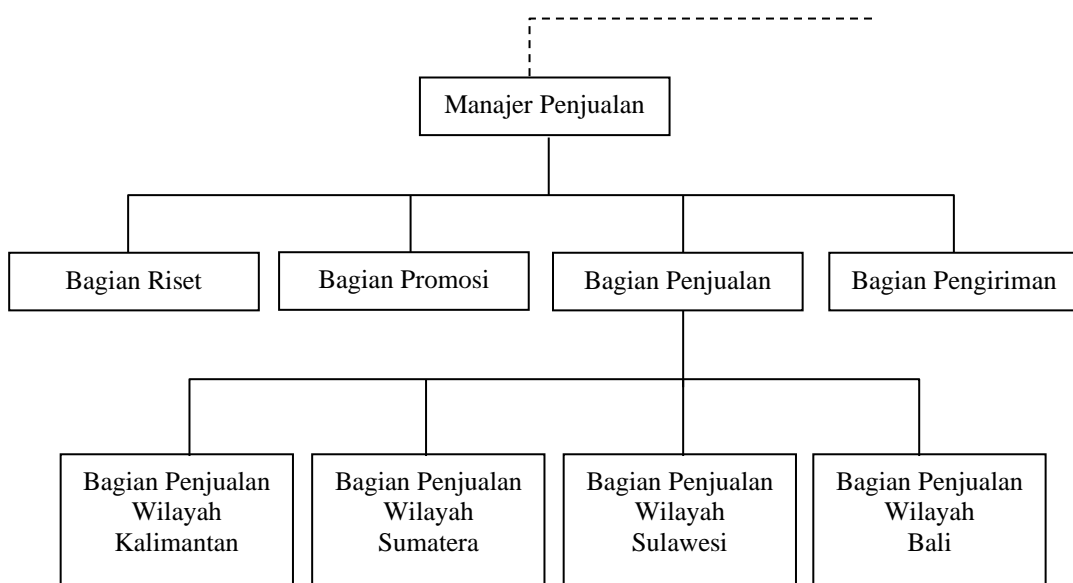 Manajer Penjualan
Bagian Riset
Bagian Promosi
Bagian Penjualan
Bagian Pengiriman
Bagian Penjualan
Wilayah
Kalimantan
Bagian Penjualan
Wilayah
Sumatera
Bagian Penjualan
Wilayah
Sulawesi
Bagian Penjualan
Wilayah
Bali